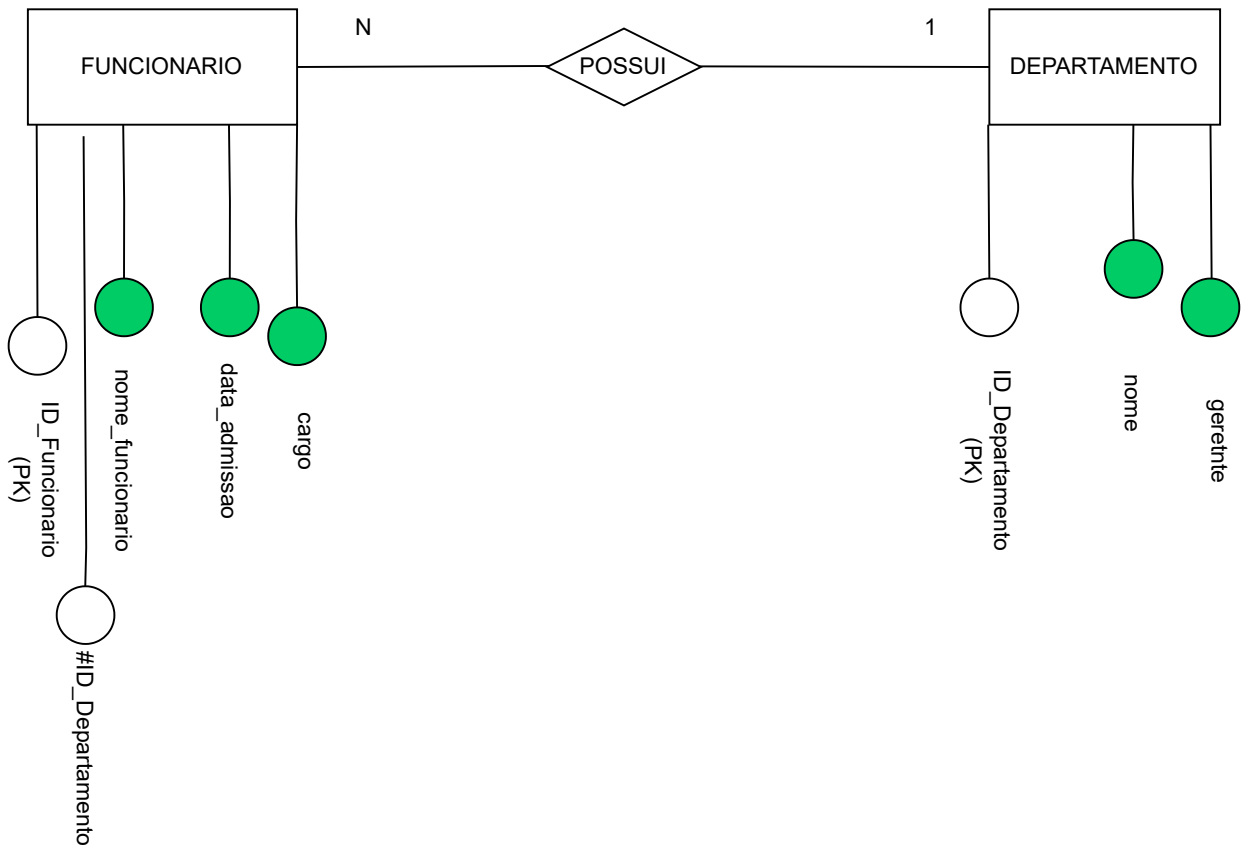 N
1
FUNCIONARIO
POSSUI
DEPARTAMENTO
ID_Funcionario
(PK)
nome_funcionario
data_admissao
cargo
ID_Departamento
(PK)
nome
geretnte
#ID_Departamento